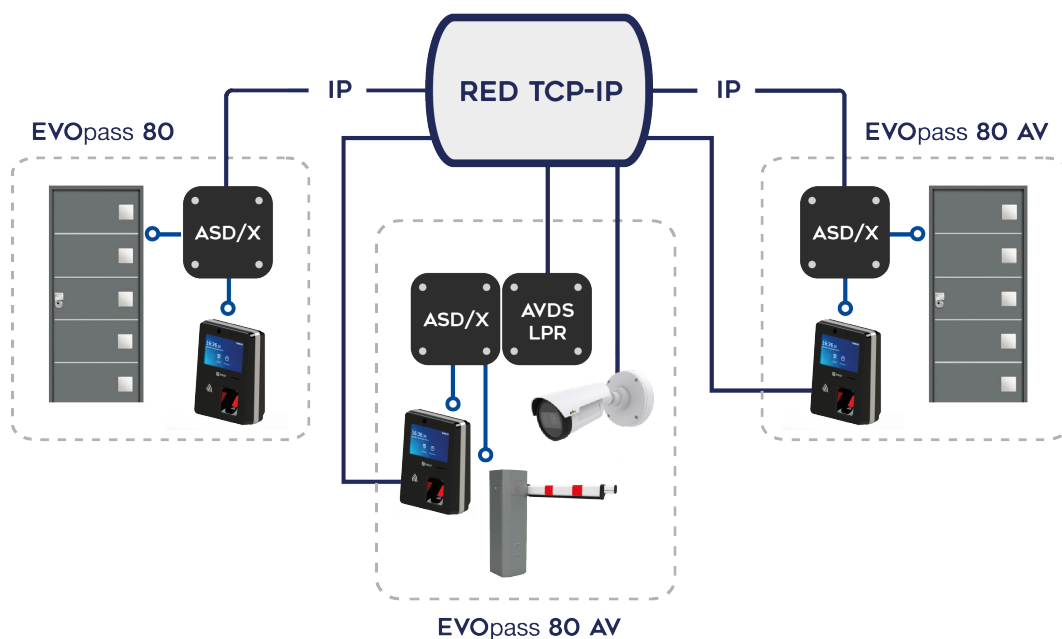 RED TCP-IP
IP
IP
EVOpass 80
EVOpass 80 AV
ASD/X
ASD/X
ASD/X
AVDS
LPR
EVOpass 80 AV